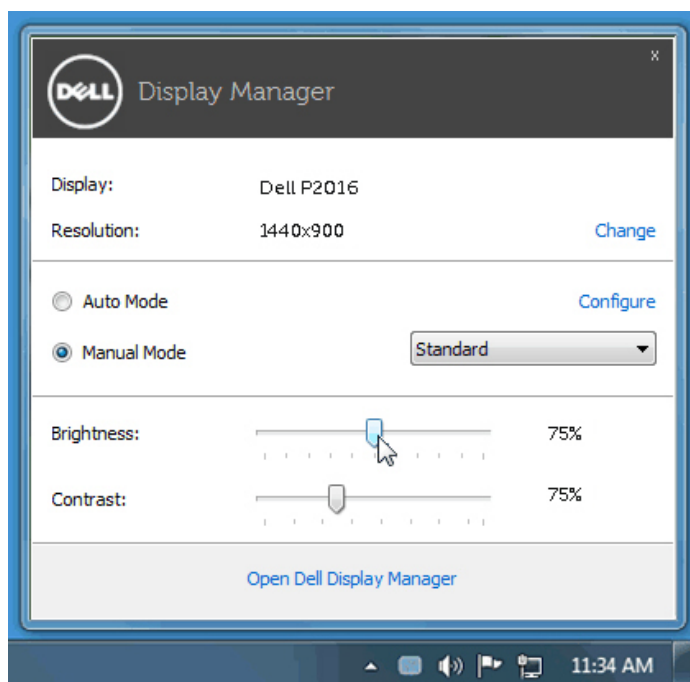 x
DELL Display Manager
Display: Dell P2016
Resolution: 1440x900 Change
Auto Mode Configure
Manual Mode Standard
Brightness: 75%
Contrast: 75%
Open Dell Display Manager
11:34 AM